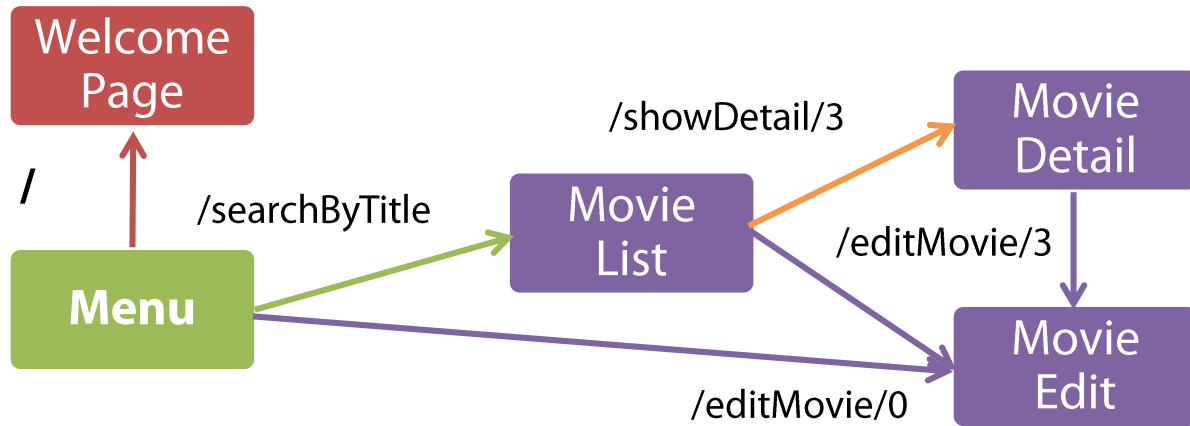 Welcome
Page
/
Menu
/searchByTitle
Movie
List
/showDetail/3
Movie
Detail
/editMovie/3
Movie
Edit
/editMovie/0